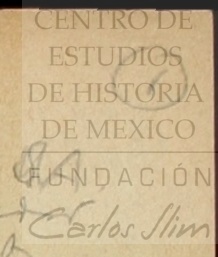 CENTRO DE
ESTUDIOS
DE HISTORIA
DE MEXICO
FUNDACIÓN
Carlos Slim